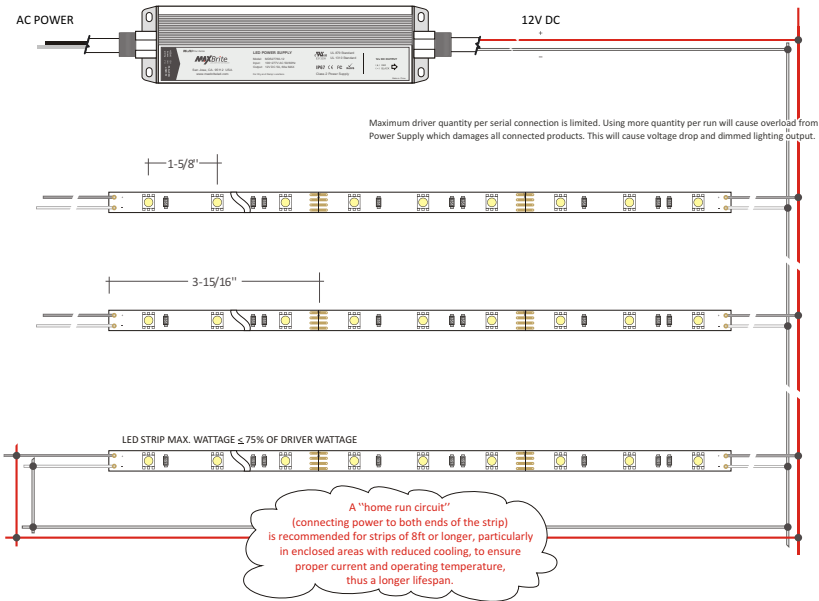 AC POWER
12V DC
+
−
MAXBrite
LED POWER SUPPLY
Class 2 Power Supply
Maximum driver quantity per serial connection is limited. Using more quantity per run will cause overload from
Power Supply which damages all connected products. This will cause voltage drop and dimmed lighting output.
1-5/8"
3-15/16"
LED STRIP MAX. WATTAGE ≤ 75% OF DRIVER WATTAGE
A "home run circuit"
(connecting power to both ends of the strip)
is recommended for strips of 8ft or longer, particularly
in enclosed areas with reduced cooling, to ensure
proper current and operating temperature,
thus a longer lifespan.